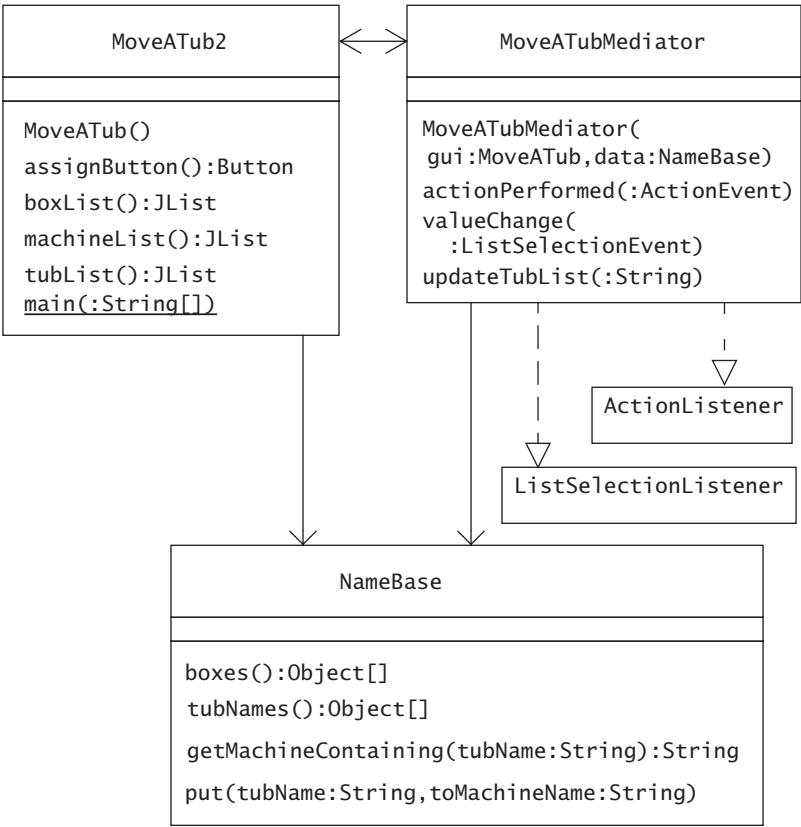 MoveATub2
MoveATub()
assignButton():Button
boxList():JList
machineList():JList
tubList():JList
main(:String[])
MoveATubMediator
MoveATubMediator(
gui:MoveATub,data:NameBase)
actionPerformed(:ActionEvent)
valueChange(
:ListSelectionEvent)
updateTubList(:String)
ActionListener
ListSelectionListener
NameBase
boxes():Object[]
tubNames():Object[]
getMachineContaining(tubName:String):String
put(tubName:String,toMachineName:String)